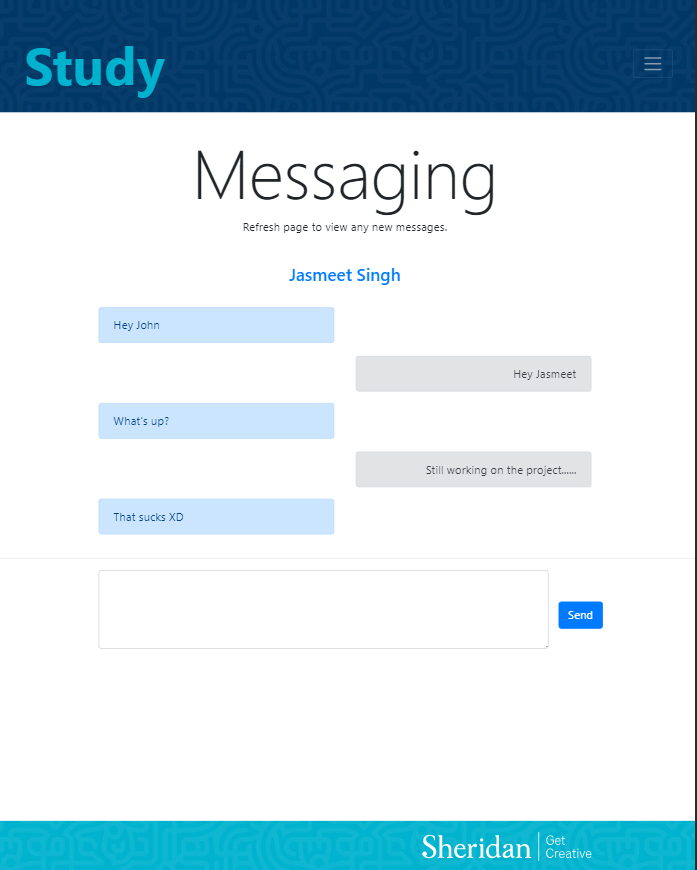 Study
Messaging
Refresh page to view any new messages.
Jasmeet Singh
Hey John
Hey Jasmeet
What's up?
Still working on the project......
That sucks XD
Send
Sheridan
Get
Creative